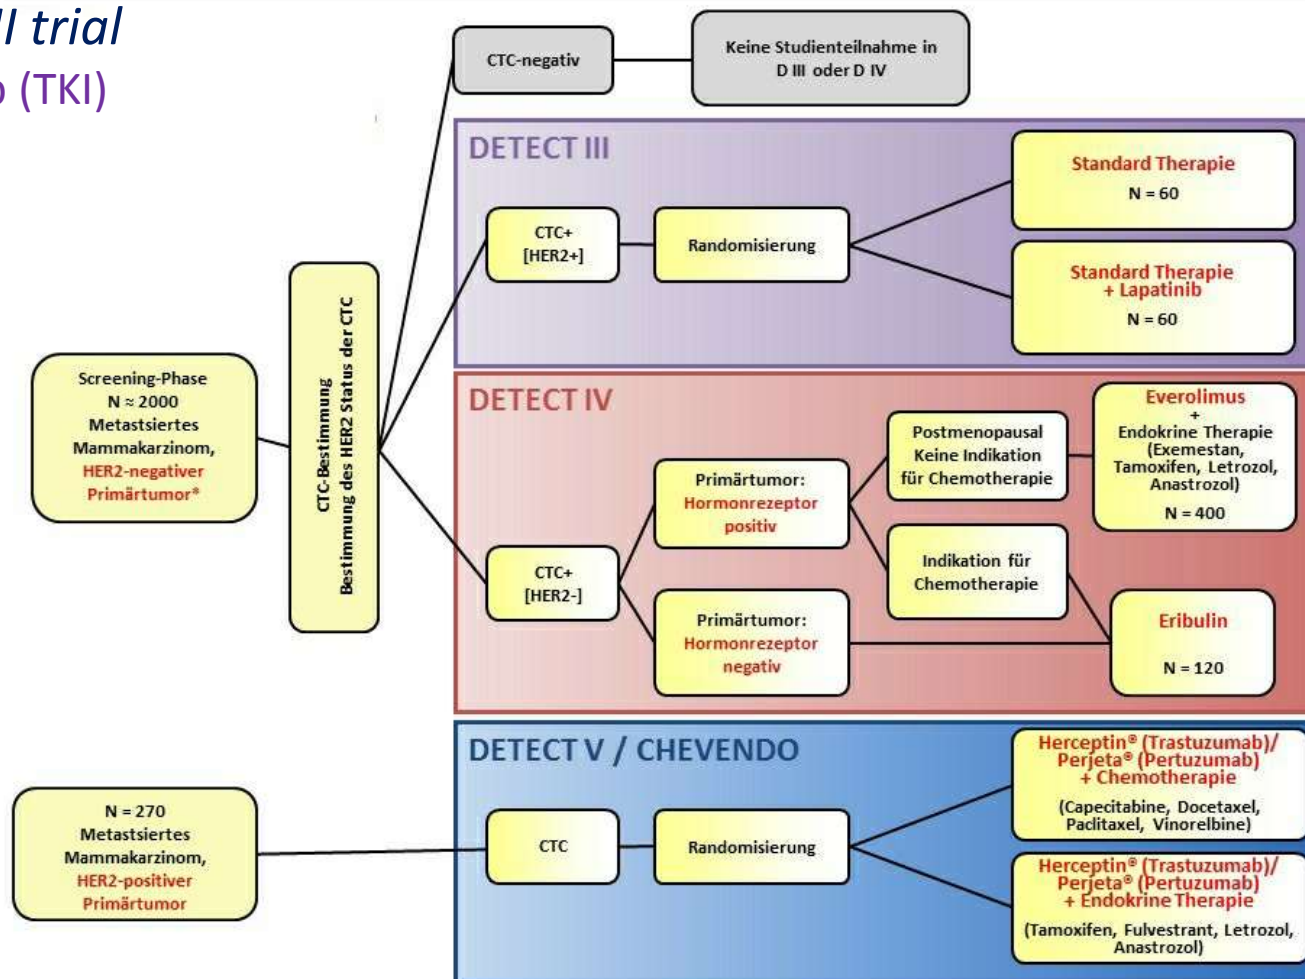 II trial
(TKI)
CTC-negativ
Keine Studienteilnahme in
D III oder D IV
DETECT III
CTC+
[HER2+]
Randomisierung
Standard Therapie
N = 60
Standard Therapie
+ Lapatinib
N = 60
Screening-Phase
N ≈ 2000
Metastsiertes
Mammakarzinom,
HER2-negativer
Primärtumor*
CTC-Bestimmung
Bestimmung des HER2 Status der CTC
DETECT IV
CTC+
[HER2-]
Primärtumor:
Hormonrezeptor
positiv
Primärtumor:
Hormonrezeptor
negativ
Postmenopausal
Keine Indikation
für Chemotherapie
Indikation für
Chemotherapie
Everolimus
+
Endokrine Therapie
(Exemestan,
Tamoxifen, Letrozol,
Anastrozol)
N = 400
Eribulin
N = 120
N = 270
Metastsiertes
Mammakarzinom,
HER2-positiver
Primärtumor
DETECT V / CHEVENDO
CTC
Randomisierung
Herceptin® (Trastuzumab)/
Perjeta® (Pertuzumab)
+ Chemotherapie
(Capecitabine, Docetaxel,
Paclitaxel, Vinorelbine)
Herceptin® (Trastuzumab)/
Perjeta® (Pertuzumab)
+ Endokrine Therapie
(Tamoxifen, Fulvestrant, Letrozol,
Anastrozol)